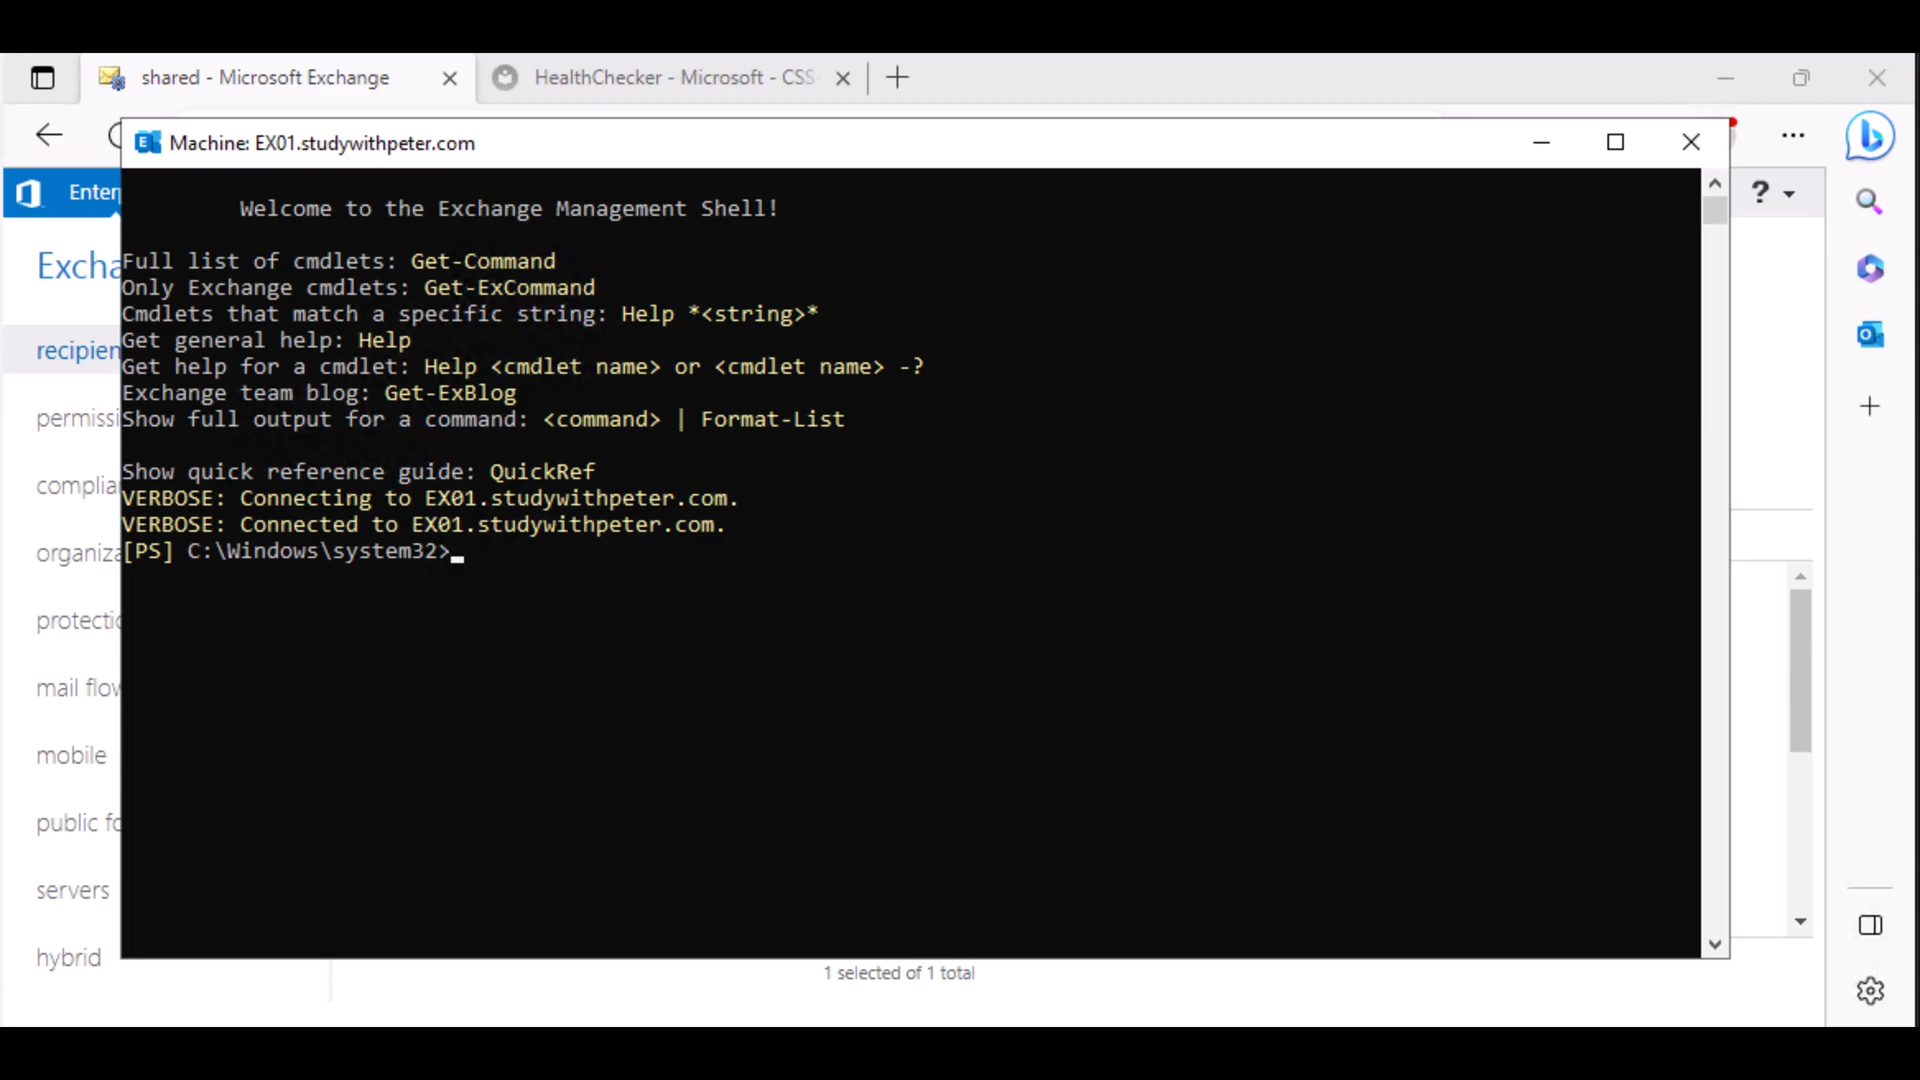 shared - Microsoft Exchange
HealthChecker - Microsoft - CSS-
Machine: EX01.studywithpeter.com
Enter
?
Excha
recipien
permissi
complia
organiza
protectio
mail flow
mobile
public fo
servers
hybrid
Welcome to the Exchange Management Shell!
Full list of cmdlets: Get-Command
Only Exchange cmdlets: Get-ExCommand
Cmdlets that match a specific string: Help *<string>*
Get general help: Help
Get help for a cmdlet: Help <cmdlet name> or <cmdlet name> -?
Exchange team blog: Get-ExBlog
Show full output for a command: <command> | Format-List
Show quick reference guide: QuickRef
VERBOSE: Connecting to EX01.studywithpeter.com.
VERBOSE: Connected to EX01.studywithpeter.com.
[PS] C:\Windows\system32>
1 selected of 1 total